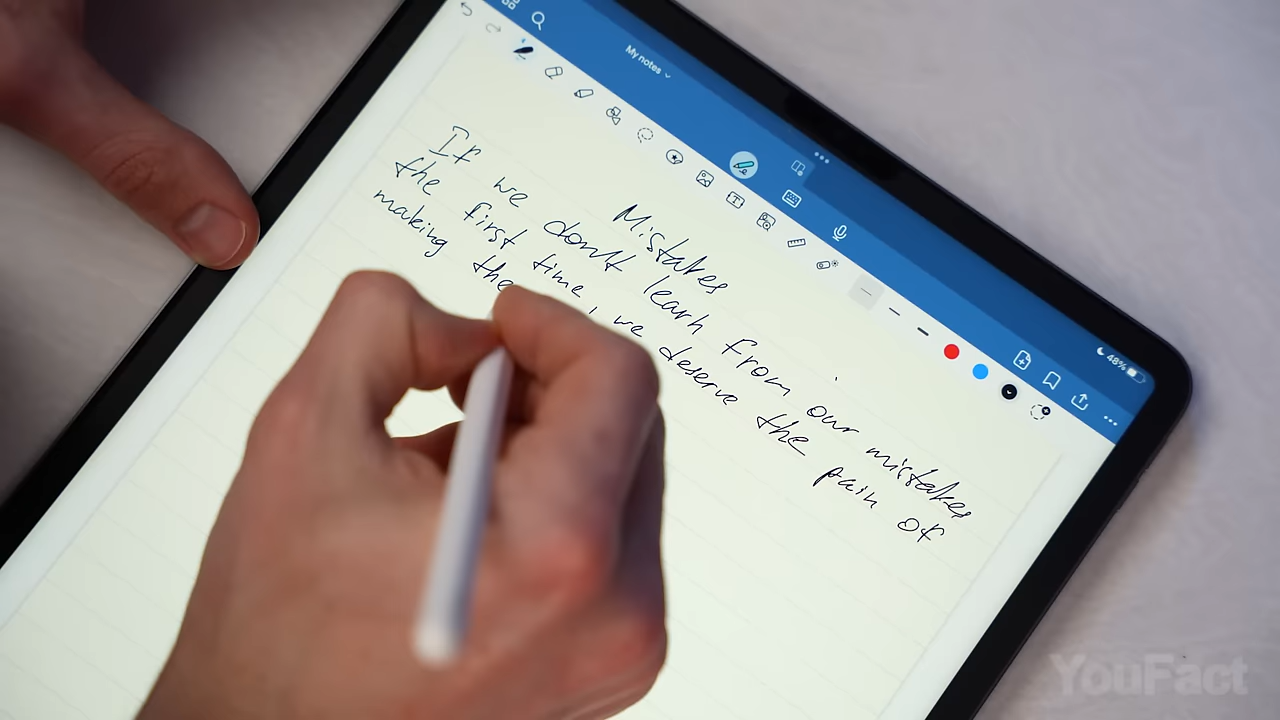 My notes
48%
Mistakes
If we don't learn from our mistakes
the first time, we deserve the pain of
making the
YouFact